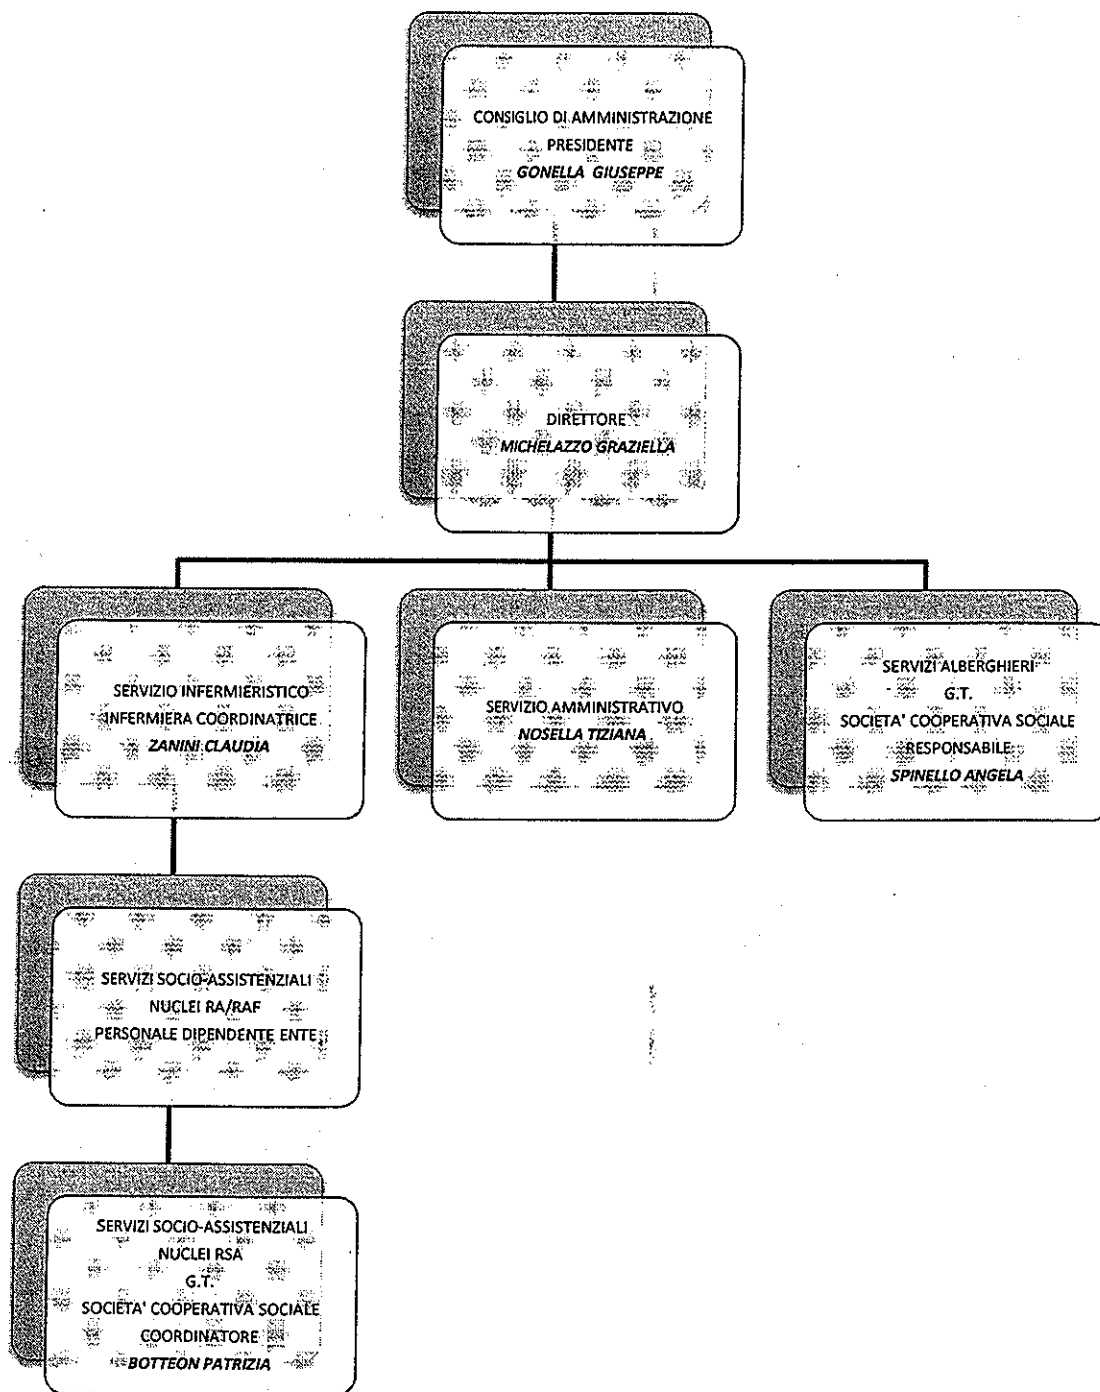 CONSIGLIO DI AMMINISTRAZIONE
PRESIDENTE
GONELLA GIUSEPPE
DIRETTORE
MICHELAZZO GRAZIELLA
SERVIZIO INFERMIERISTICO
INFERMIERA COORDINATRICE
ZANINI CLAUDIA
SERVIZIO AMMINISTRATIVO
NOSELLA TIZIANA
SERVIZI ALBERGHIERI
G.T.
SOCIETA' COOPERATIVA SOCIALE
RESPONSABILE
SPINELLO ANGELA
SERVIZI SOCIO-ASSISTENZIALI
NUCLEI RA/RAF
PERSONALE DIPENDENTE ENTE
SERVIZI SOCIO-ASSISTENZIALI
NUCLEI RSA
G.T.
SOCIETA' COOPERATIVA SOCIALE
COORDINATORE
BOTTEON PATRIZIA